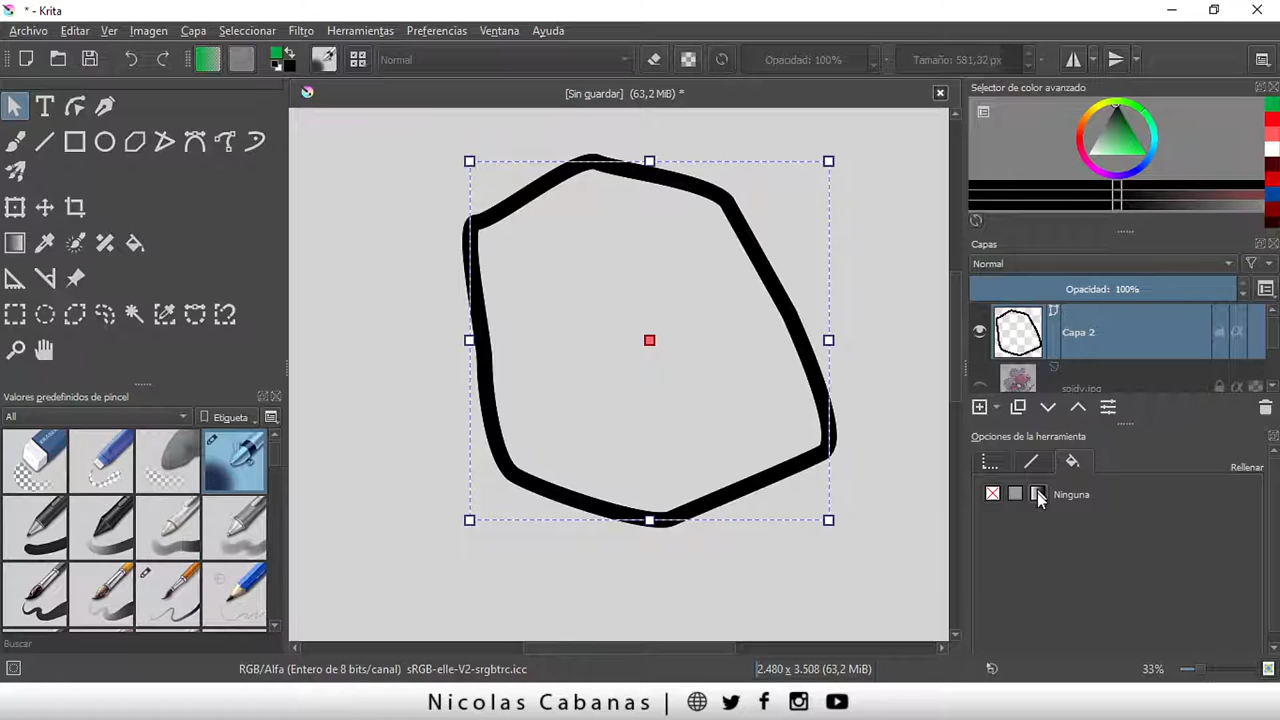 * - Krita
Archivo Editar Ver Imagen Capa Seleccionar Filtro Herramientas Preferencias Ventana Ayuda
Normal
Opacidad: 100%
Tamaño: 581,32 px
[Sin guardar] (63,2 MiB) *
Selector de color avanzado
Capas
Normal
Opacidad: 100%
Capa 2
spidy.jpg
Valores predefinidos de pincel
All
Etiqueta
Opciones de la herramienta
Rellenar
Ninguna
Buscar
RGB/Alfa (Entero de 8 bits/canal) sRGB-elle-V2-srgbtrc.icc
2.480 x 3.508 (63,2 MiB)
33%
Nicolas Cabanas |